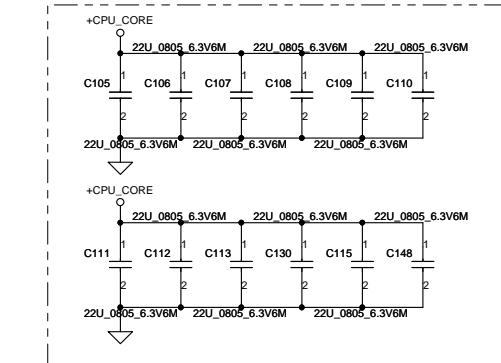 +CPU_CORE
22U_0805_6.3V6M 22U_0805_6.3V6M 22U_0805_6.3V6M
1 1 1 1 1 1
C105 C106 C107 C108 C109 C110
2 2 2 2 2 2
22U_0805_6.3V6M 22U_0805_6.3V6M 22U_0805_6.3V6M
+CPU_CORE
22U_0805_6.3V6M 22U_0805_6.3V6M 22U_0805_6.3V6M
1 1 1 1 1 1
C111 C112 C113 C130 C115 C148
2 2 2 2 2 2
22U_0805_6.3V6M 22U_0805_6.3V6M 22U_0805_6.3V6M